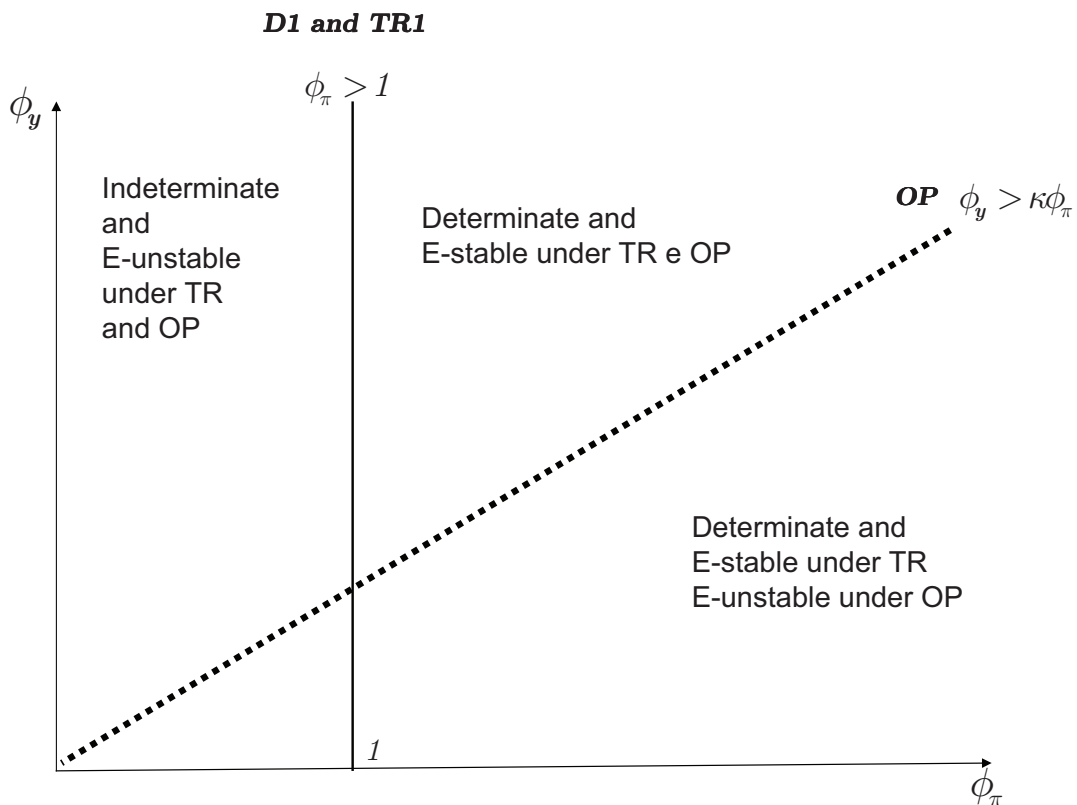 D1 and TR1
ϕ_π > 1
ϕ_y
Indeterminate
and
E-unstable
under TR
and OP
Determinate and
E-stable under TR e OP
OP ϕ_y > κϕ_π
Determinate and
E-stable under TR
E-unstable under OP
1
ϕ_π